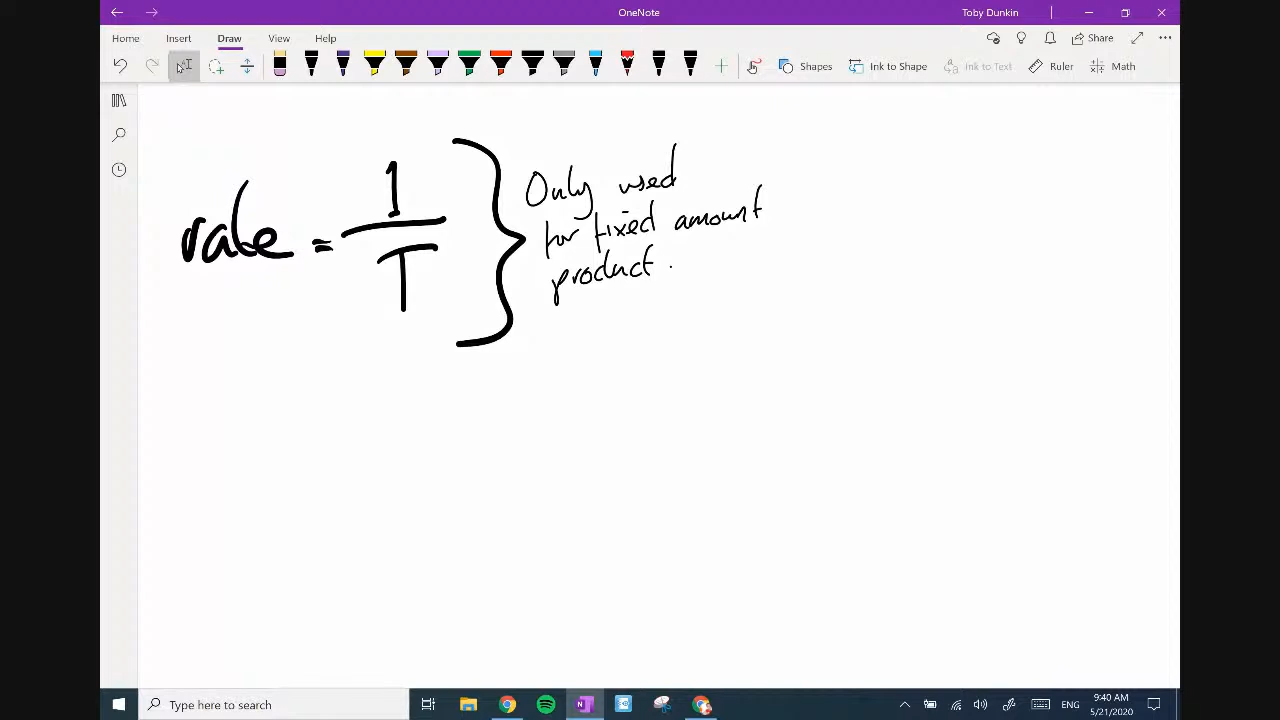 OneNote
Toby Dunkin
Home Insert Draw View Help
Share
Shapes Ink to Shape Ink to Text Ruler Math
rate = 1/T
Only used
for fixed amount
product.
Type here to search
ENG
9:40 AM
5/21/2020